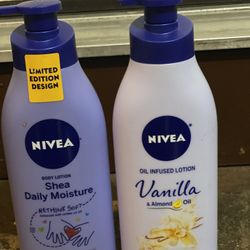 LIMITED
EDITION
DESIGN
NIVEA
BODY LOTION
Shea
Daily Moisture
NIVEA
OIL INFUSED LOTION
Vanilla
& Almond Oil